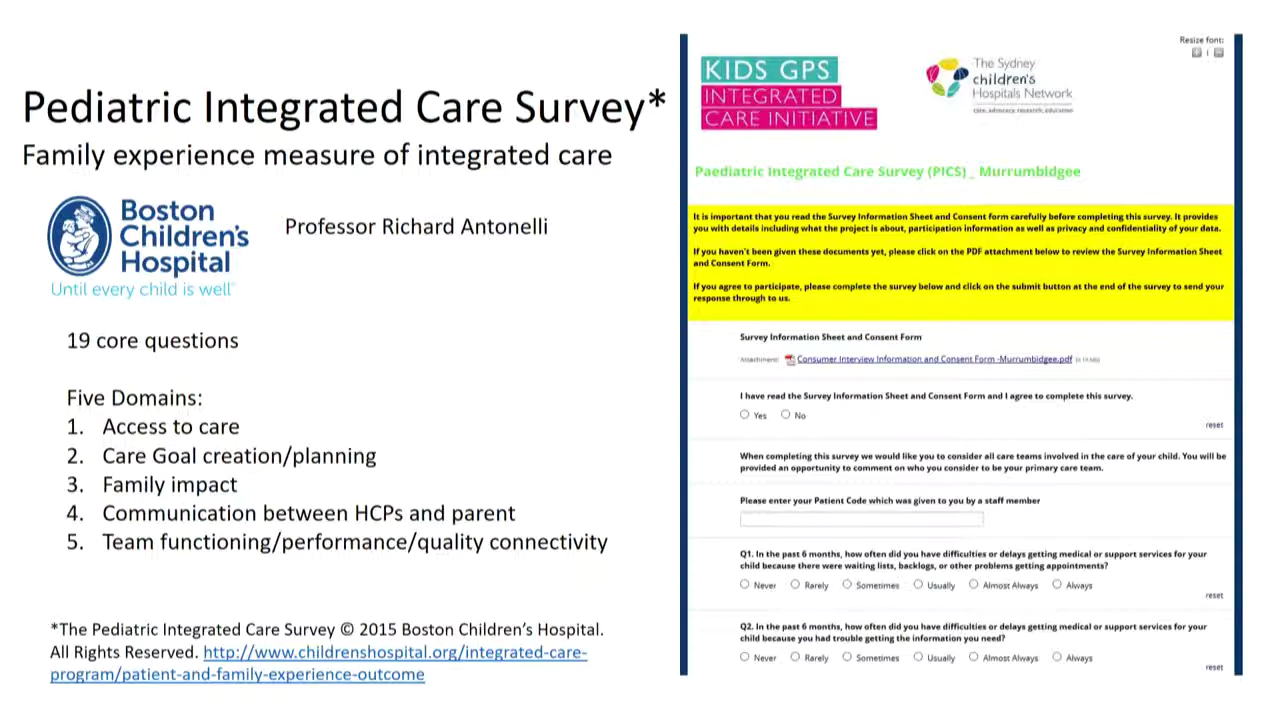 Pediatric Integrated Care Survey*
Family experience measure of integrated care
Boston
Children's
Hospital
Until every child is well
Professor Richard Antonelli
19 core questions
Five Domains:
1. Access to care
2. Care Goal creation/planning
3. Family impact
4. Communication between HCPs and parent
5. Team functioning/performance/quality connectivity
*The Pediatric Integrated Care Survey © 2015 Boston Children's Hospital.
All Rights Reserved. http://www.childrenshospital.org/integrated-care-
program/patient-and-family-experience-outcome
Resize font:
KIDS GPS
INTEGRATED
CARE INITIATIVE
The Sydney
children's
Hospitals Network
care, advocacy, research, education
Paediatric Integrated Care Survey (PICS) _ Murrumbidgee
It is important that you read the Survey Information Sheet and Consent form carefully before completing this survey. It provides
you with details including what the project is about, participation information as well as privacy and confidentiality of your data.
If you haven't been given these documents yet, please click on the PDF attachment below to review the Survey Information Sheet
and Consent Form.
If you agree to participate, please complete the survey below and click on the submit button at the end of the survey to send your
response through to us.
Survey Information Sheet and Consent Form
Attachment: Consumer Interview Information and Consent Form -Murrumbidgee.pdf
I have read the Survey Information Sheet and Consent Form and I agree to complete this survey.
Yes No
reset
When completing this survey we would like you to consider all care teams involved in the care of your child. You will be
provided an opportunity to comment on who you consider to be your primary care team.
Please enter your Patient Code which was given to you by a staff member
Q1. In the past 6 months, how often did you have difficulties or delays getting medical or support services for your
child because there were waiting lists, backlogs, or other problems getting appointments?
Never Rarely Sometimes Usually Almost Always Always
reset
Q2. In the past 6 months, how often did you have difficulties or delays getting medical or support services for your
child because you had trouble getting the information you need?
Never Rarely Sometimes Usually Almost Always Always
reset